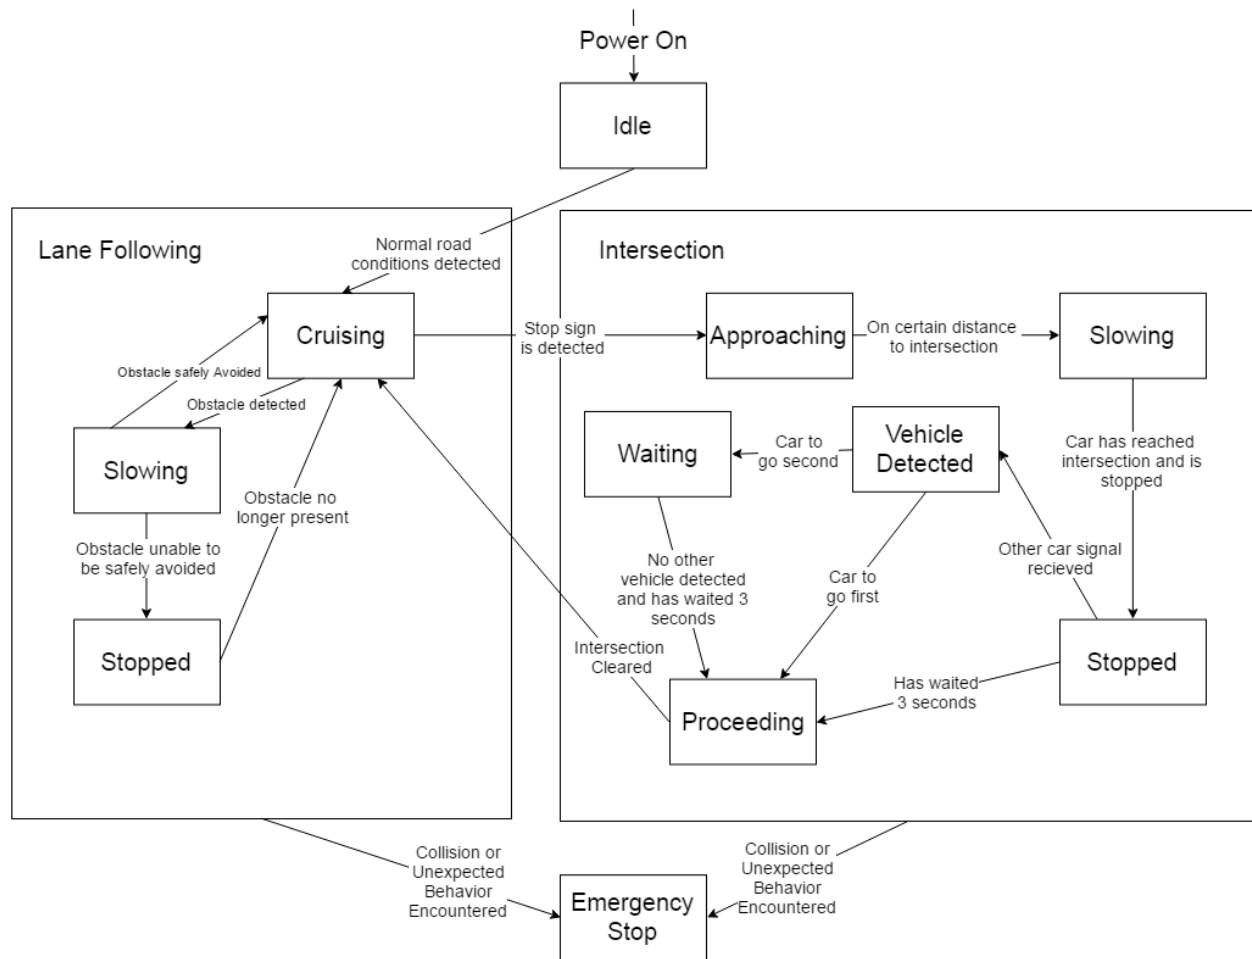 Power On
Idle
Lane Following
Normal road
conditions detected
Intersection
Cruising
Stop sign
is detected
Approaching
On certain distance
to intersection
Slowing
Obstacle safely Avoided
Obstacle detected
Slowing
Waiting
Car to
go second
Vehicle
Detected
Car has reached
intersection and is
stopped
Obstacle no
longer present
Obstacle unable to
be safely avoided
No other
vehicle detected
and has waited 3
seconds
Car to
go first
Other car signal
recieved
Stopped
Intersection
Cleared
Proceeding
Has waited
3 seconds
Stopped
Collision or
Unexpected
Behavior
Encountered
Emergency
Stop
Collision or
Unexpected
Behavior
Encountered